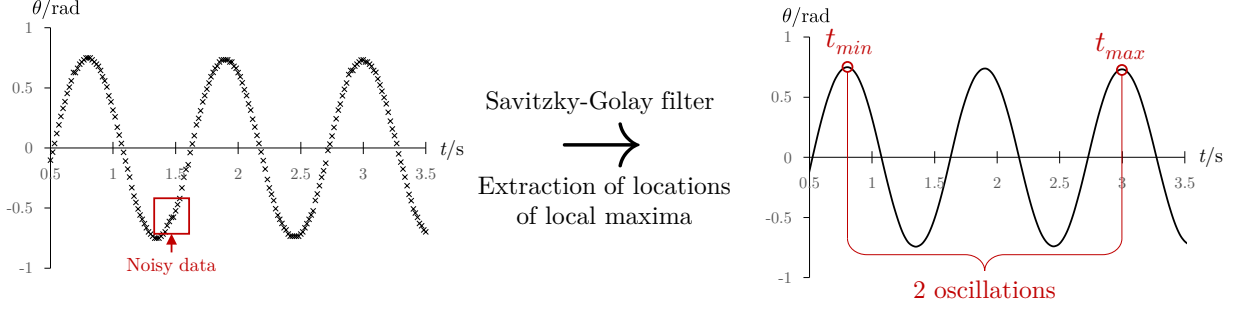 θ/rad
1
0.5
0
-0.5
-1
0.5
1
1.5
2
2.5
3
3.5
t/s
Noisy data
Savitzky-Golay filter
Extraction of locations
of local maxima
θ/rad
1
0.5
0
-0.5
-1
0.5
1
1.5
2
2.5
3
3.5
t/s
t_min
t_max
2 oscillations